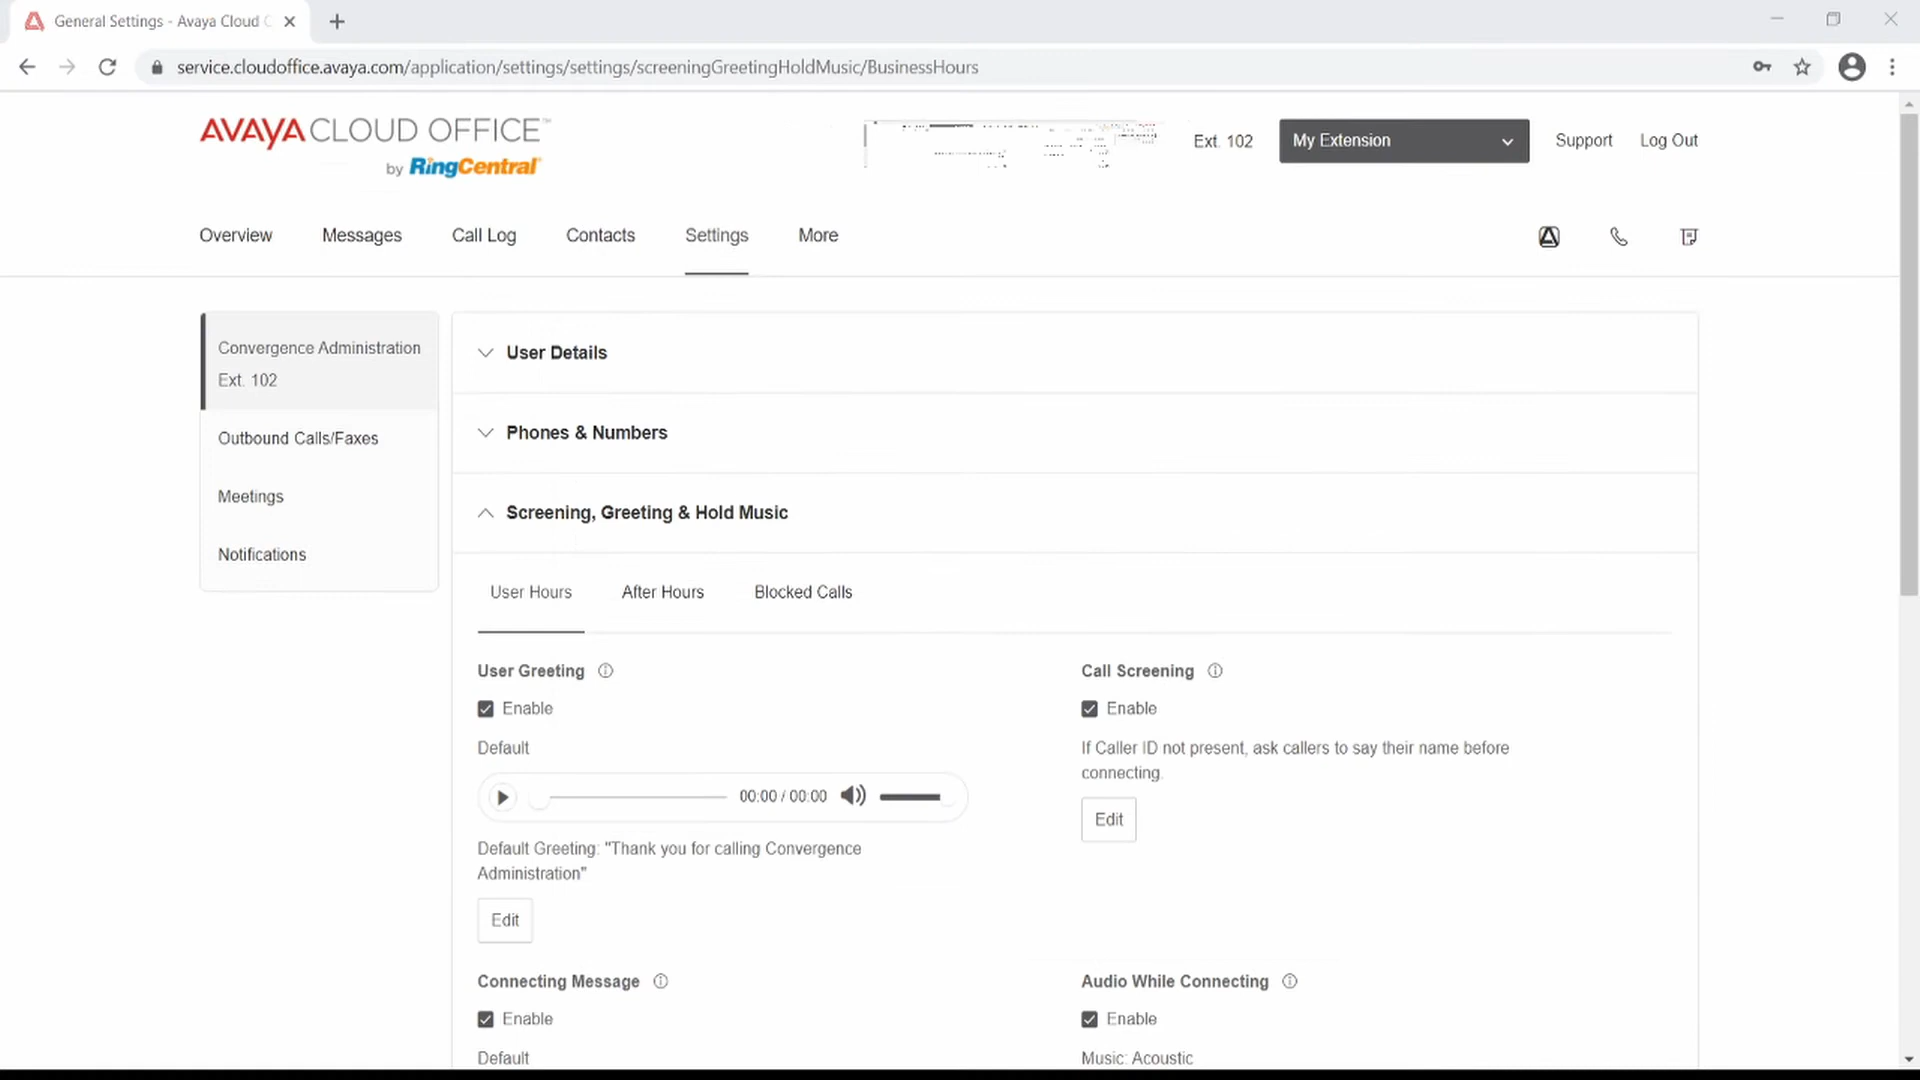 General Settings - Avaya Cloud
service.cloudoffice.avaya.com/application/settings/settings/screeningGreetingHoldMusic/BusinessHours
AVAYA CLOUD OFFICE™
by RingCentral
Ext. 102
My Extension
Support
Log Out
Overview
Messages
Call Log
Contacts
Settings
More
Convergence Administration
Ext. 102
Outbound Calls/Faxes
Meetings
Notifications
User Details
Phones & Numbers
Screening, Greeting & Hold Music
User Hours
After Hours
Blocked Calls
User Greeting
Enable
Default
00:00 / 00:00
Default Greeting: "Thank you for calling Convergence
Administration"
Edit
Call Screening
Enable
If Caller ID not present, ask callers to say their name before
connecting.
Edit
Connecting Message
Enable
Default
Audio While Connecting
Enable
Music: Acoustic